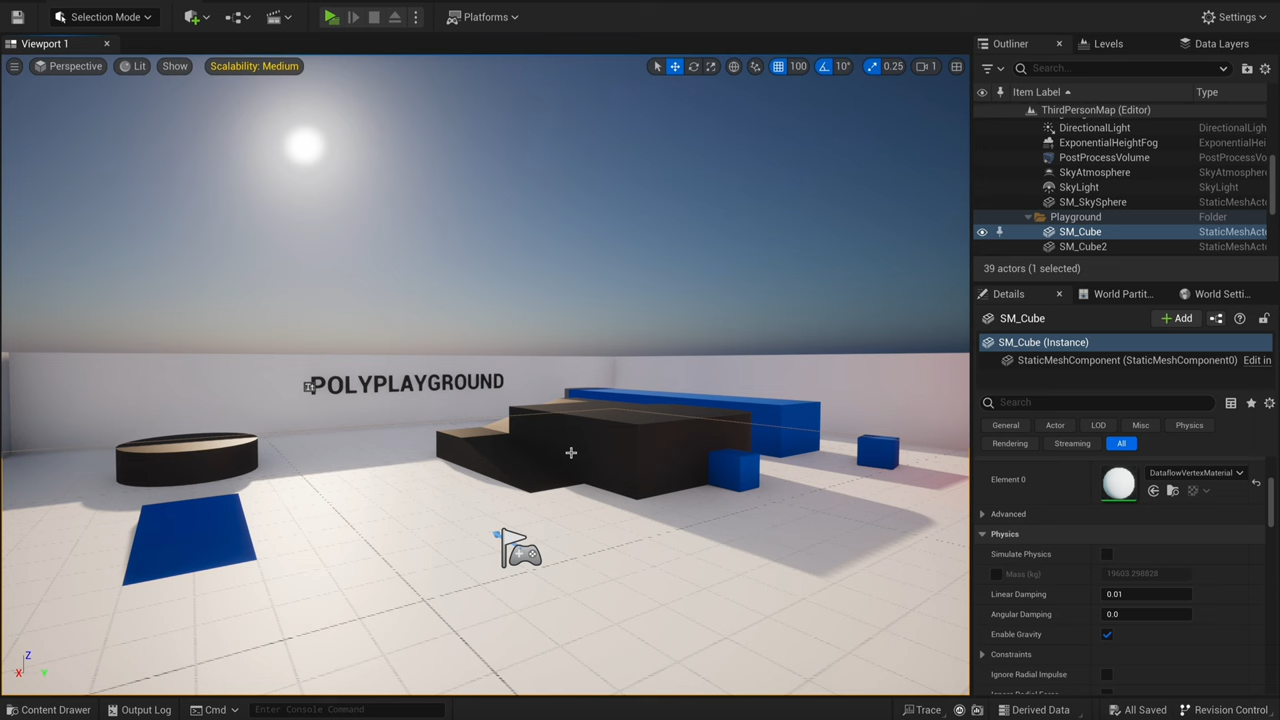 Selection Mode
Platforms
Settings
Viewport 1
Outliner
Levels
Data Layers
Perspective
Lit
Show
Scalability: Medium
100
10°
0.25
1
Search...
Item Label
Type
ThirdPersonMap (Editor)
DirectionalLight DirectionalLigh
ExponentialHeightFog ExponentialHei
PostProcessVolume PostProcessVo
SkyAtmosphere SkyAtmosphere
SkyLight SkyLight
SM_SkySphere StaticMeshActo
Playground Folder
SM_Cube StaticMeshActo
SM_Cube2 StaticMeshActo
39 actors (1 selected)
Details
World Partit...
World Setti...
SM_Cube
+ Add
SM_Cube (Instance)
StaticMeshComponent (StaticMeshComponent0) Edit in
Search
General
Actor
LOD
Misc
Physics
Rendering
Streaming
All
Element 0
DataflowVertexMaterial
Advanced
Physics
Simulate Physics
Mass (kg) 19603.298828
Linear Damping 0.01
Angular Damping 0.0
Enable Gravity
Constraints
Ignore Radial Impulse
POLYPLAYGROUND
Z
X
Y
Content Drawer
Output Log
Cmd
Enter Console Command
Trace
Derived Data
All Saved
Revision Control